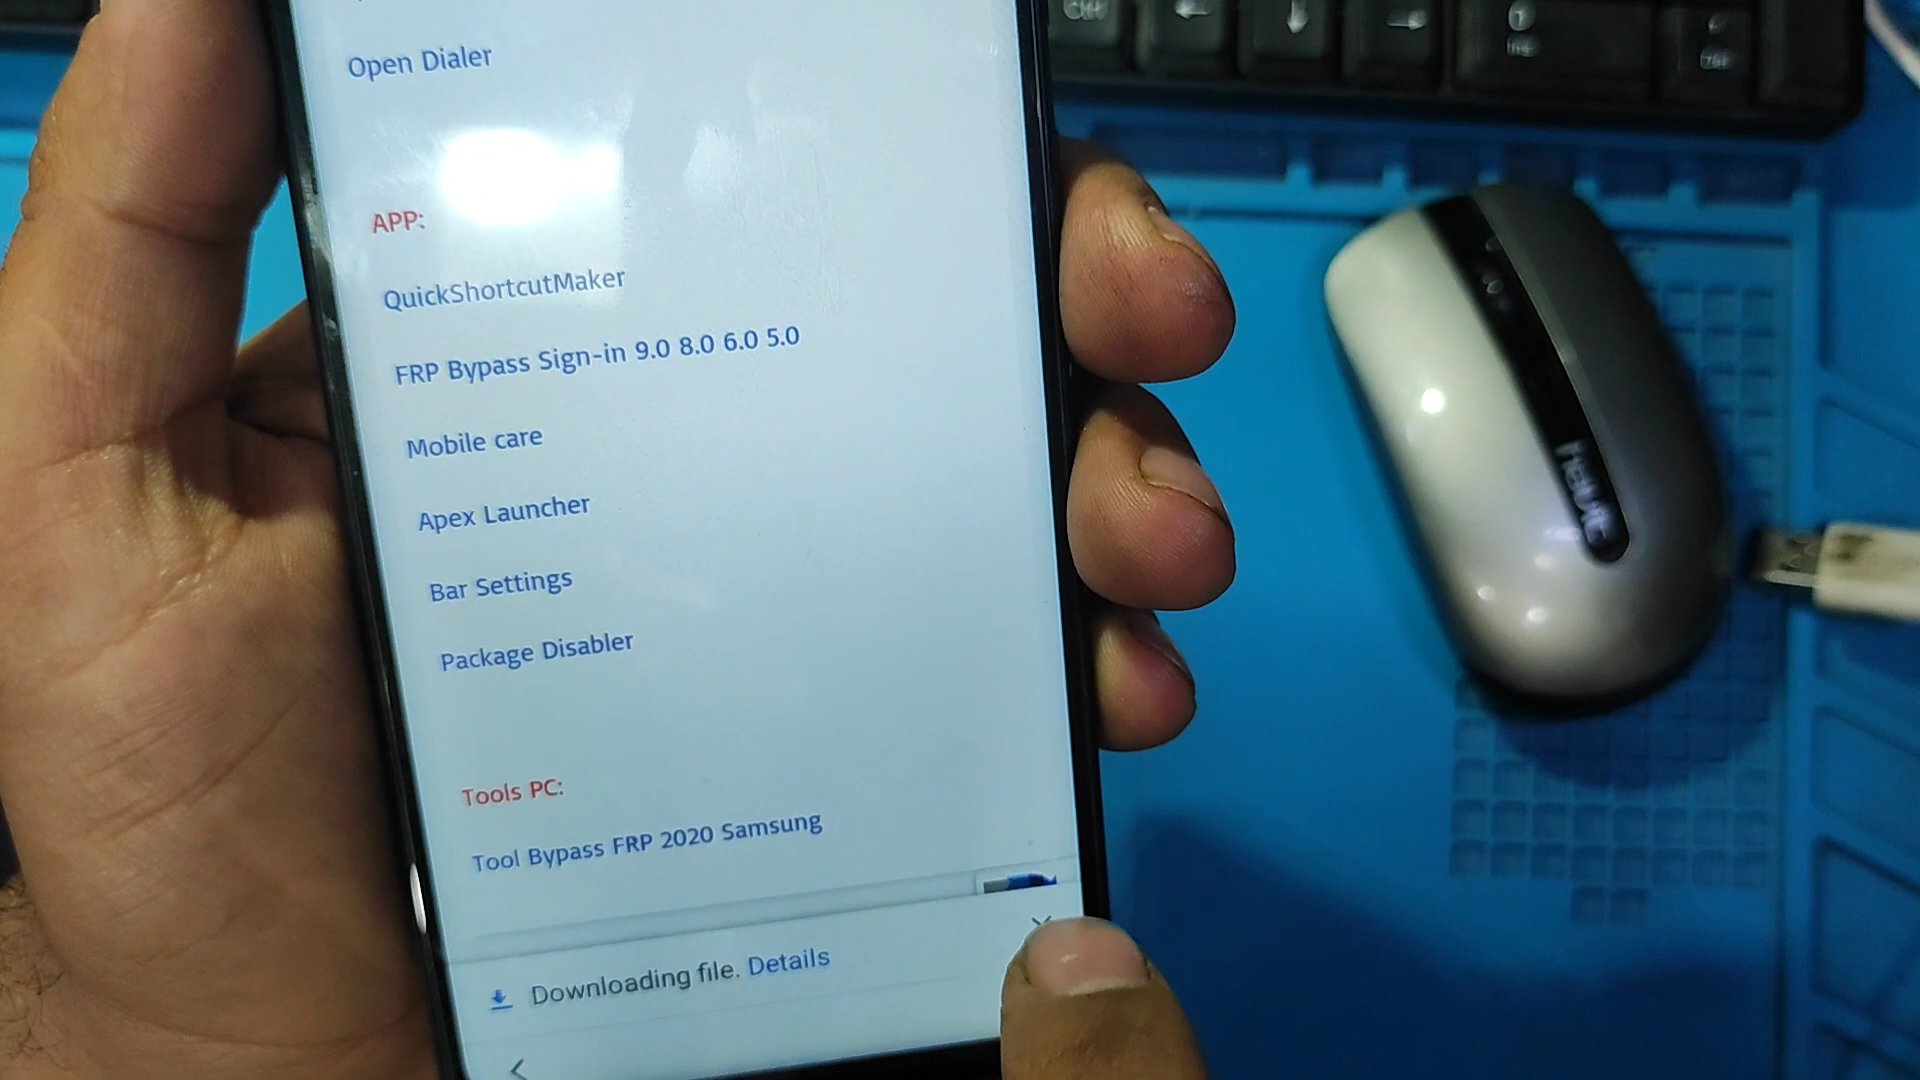 Open Dialer
APP:
QuickShortcutMaker
FRP Bypass Sign-in 9.0 8.0 6.0 5.0
Mobile care
Apex Launcher
Bar Settings
Package Disabler
Tools PC:
Tool Bypass FRP 2020 Samsung
Downloading file. Details
Ctrl